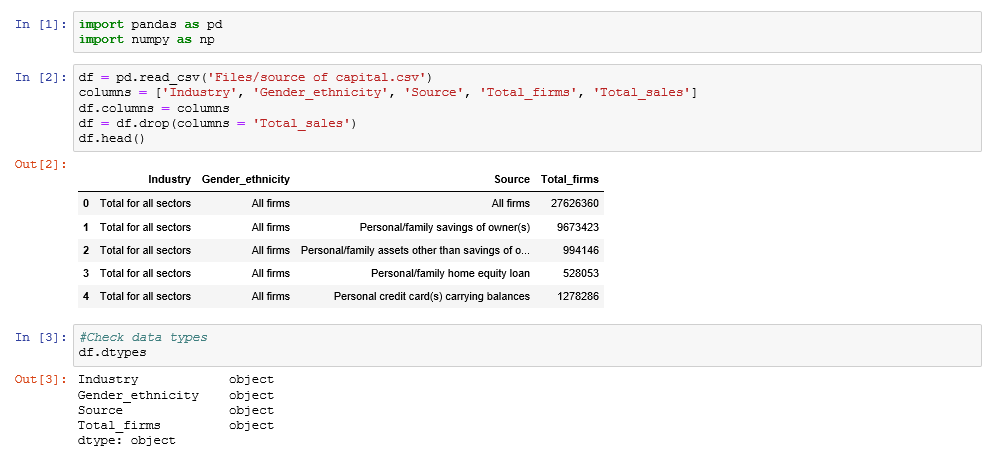 In [1]: import pandas as pd
import numpy as np
In [2]: df = pd.read_csv('Files/source of capital.csv')
columns = ['Industry', 'Gender_ethnicity', 'Source', 'Total_firms', 'Total_sales']
df.columns = columns
df = df.drop(columns = 'Total_sales')
df.head()
Out[2]:
Industry Gender_ethnicity Source Total_firms
0 Total for all sectors All firms All firms 27626360
1 Total for all sectors All firms Personal/family savings of owner(s) 9673423
2 Total for all sectors All firms Personal/family assets other than savings of o... 994146
3 Total for all sectors All firms Personal/family home equity loan 528053
4 Total for all sectors All firms Personal credit card(s) carrying balances 1278286
In [3]: #Check data types
df.dtypes
Out[3]: Industry object
Gender_ethnicity object
Source object
Total_firms object
dtype: object